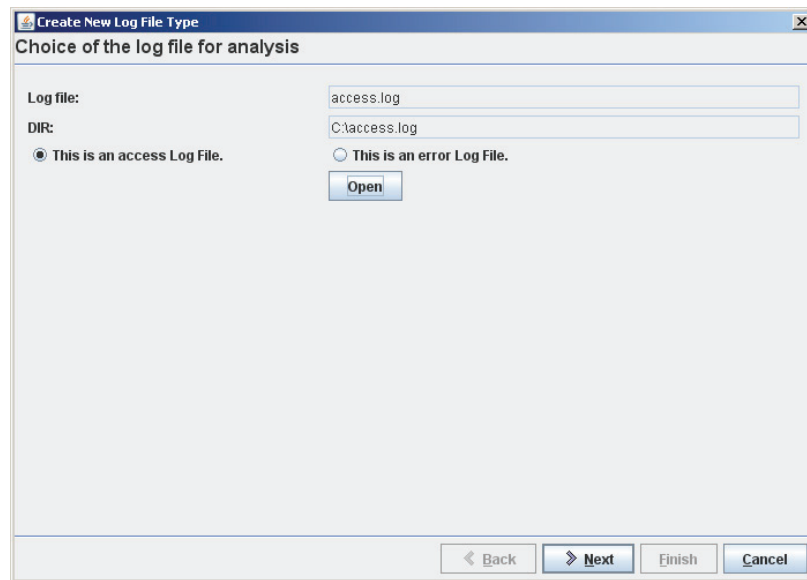 Create New Log File Type
Choice of the log file for analysis
Log file: access.log
DIR: C:\access.log
This is an access Log File. This is an error Log File.
Open
Back Next Finish Cancel